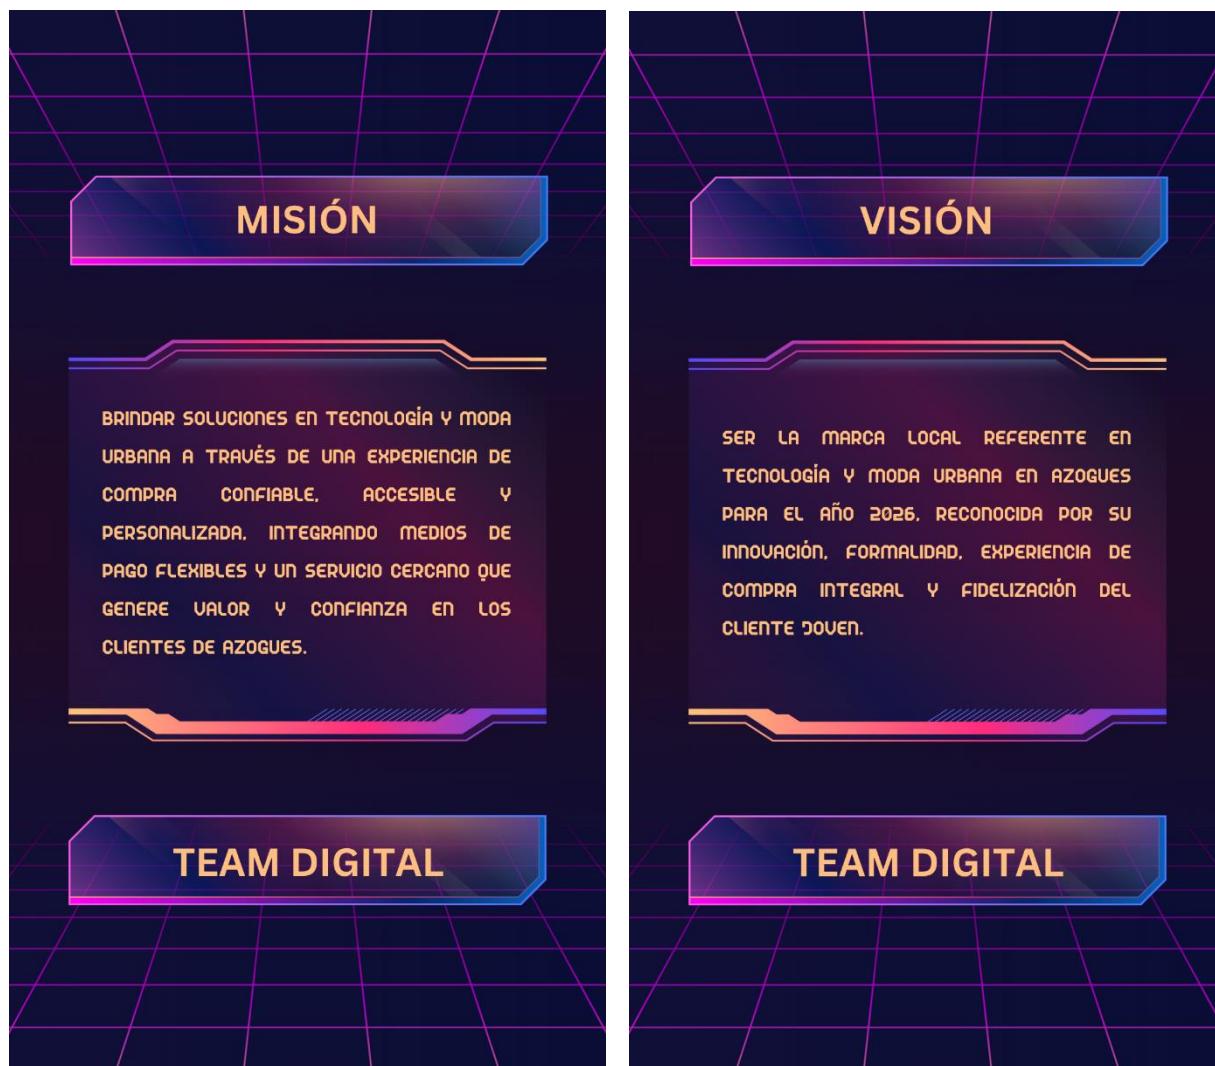 MISIÓN
BRINDAR SOLUCIONES EN TECNOLOGÍA Y MODA
URBANA A TRAVÉS DE UNA EXPERIENCIA DE
COMPRA CONFIABLE, ACCESIBLE Y
PERSONALIZADA, INTEGRANDO MEDIOS DE
PAGO FLEXIBLES Y UN SERVICIO CERCANO QUE
GENERE VALOR Y CONFIANZA EN LOS
CLIENTES DE AZOGUES.
TEAM DIGITAL
VISIÓN
SER LA MARCA LOCAL REFERENTE EN
TECNOLOGÍA Y MODA URBANA EN AZOGUES
PARA EL AÑO 2026, RECONOCIDA POR SU
INNOVACIÓN, FORMALIDAD, EXPERIENCIA DE
COMPRA INTEGRAL Y FIDELIZACIÓN DEL
CLIENTE JOVEN.
TEAM DIGITAL